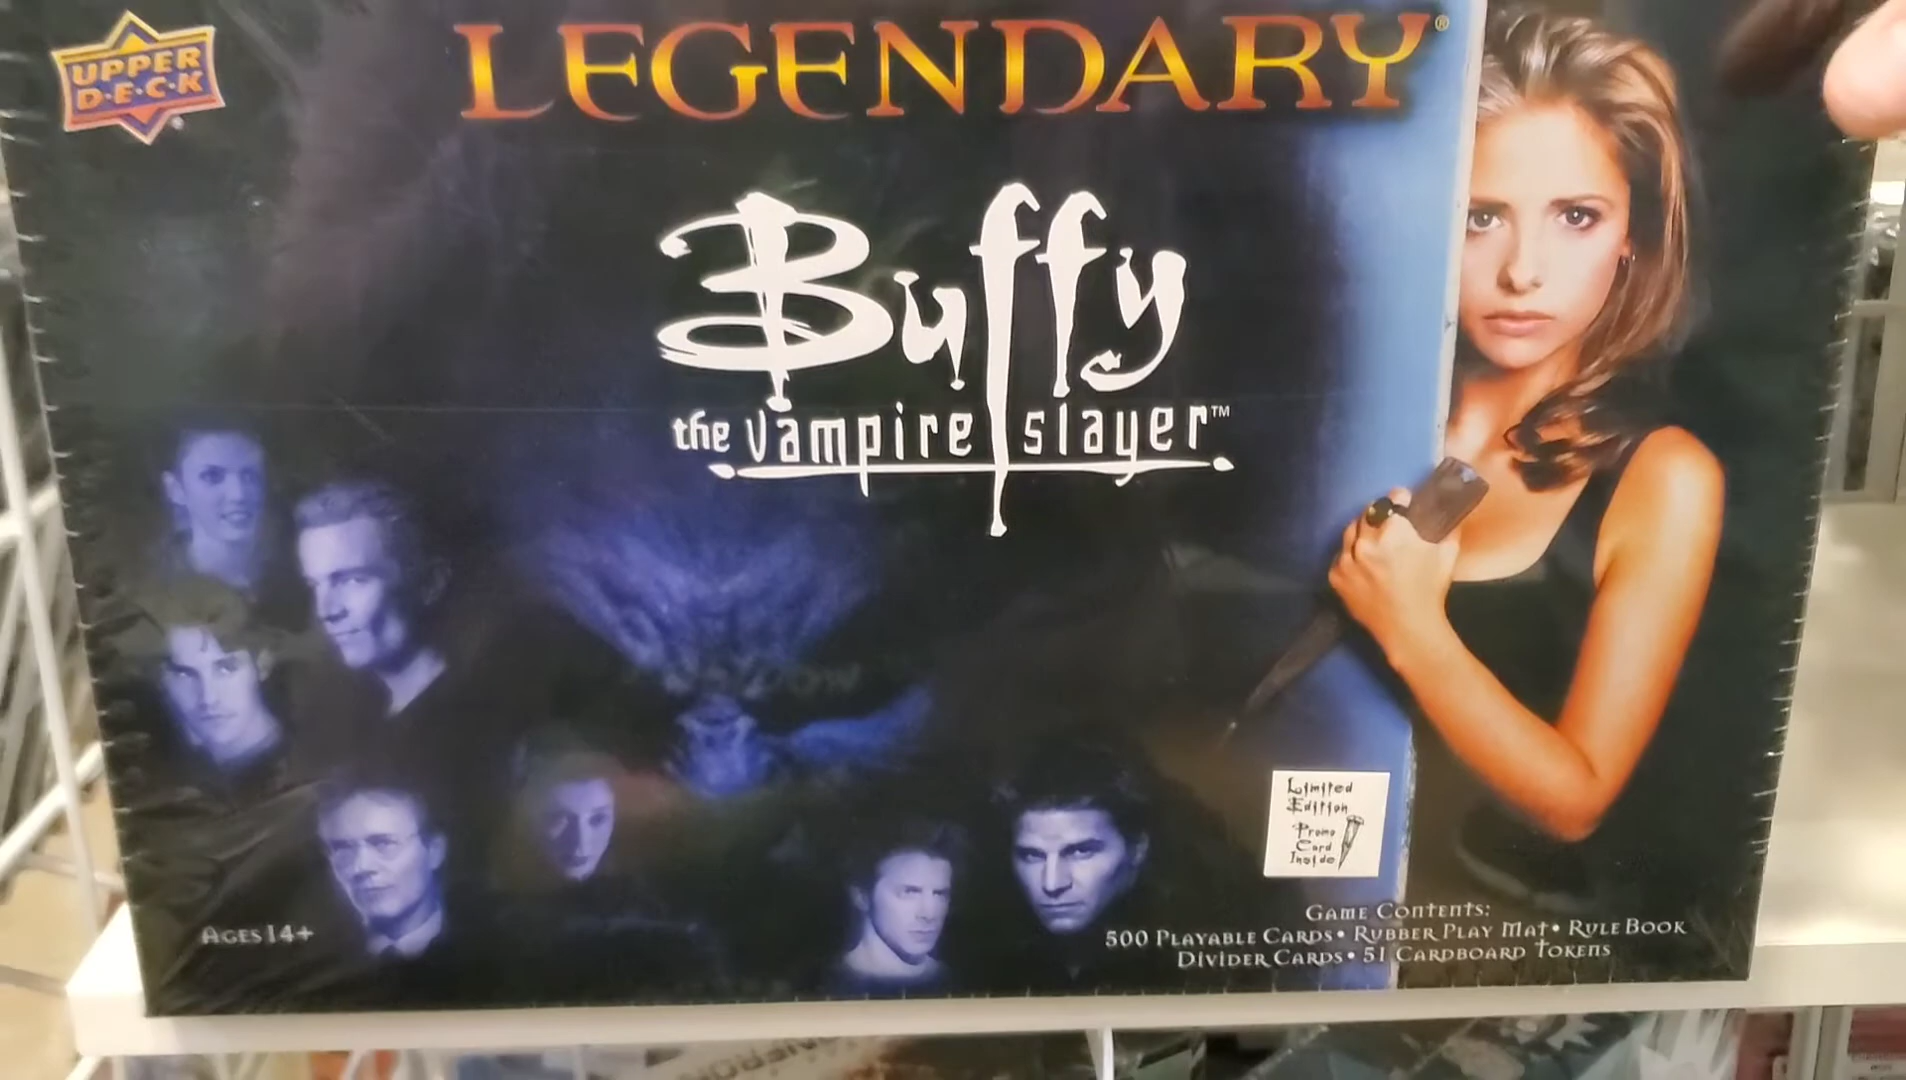 UPPER
D·E·C·K
LEGENDARY®
Buffy
the vampire slayer™
Limited
Edition
Promo
Card
Inside
AGES 14+
GAME CONTENTS:
500 PLAYABLE CARDS • RUBBER PLAY MAT • RULE BOOK
DIVIDER CARDS • 51 CARDBOARD TOKENS